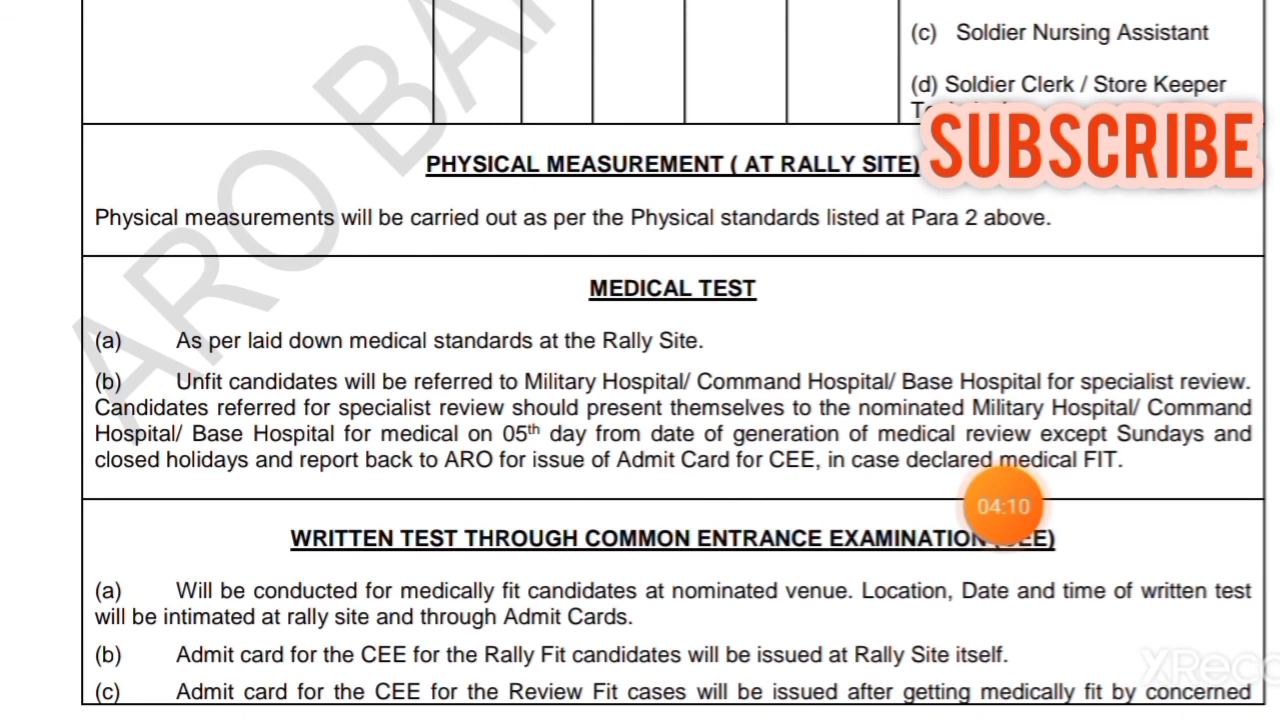 (c) Soldier Nursing Assistant
(d) Soldier Clerk / Store Keeper
SUBSCRIBE
PHYSICAL MEASUREMENT ( AT RALLY SITE)
Physical measurements will be carried out as per the Physical standards listed at Para 2 above.
MEDICAL TEST
(a) As per laid down medical standards at the Rally Site.
(b) Unfit candidates will be referred to Military Hospital/ Command Hospital/ Base Hospital for specialist review.
Candidates referred for specialist review should present themselves to the nominated Military Hospital/ Command
Hospital/ Base Hospital for medical on 05th day from date of generation of medical review except Sundays and
closed holidays and report back to ARO for issue of Admit Card for CEE, in case declared medical FIT.
04:10
WRITTEN TEST THROUGH COMMON ENTRANCE EXAMINATION
(a) Will be conducted for medically fit candidates at nominated venue. Location, Date and time of written test
will be intimated at rally site and through Admit Cards.
(b) Admit card for the CEE for the Rally Fit candidates will be issued at Rally Site itself.
(c) Admit card for the CEE for the Review Fit cases will be issued after getting medically fit by concerned
ARO